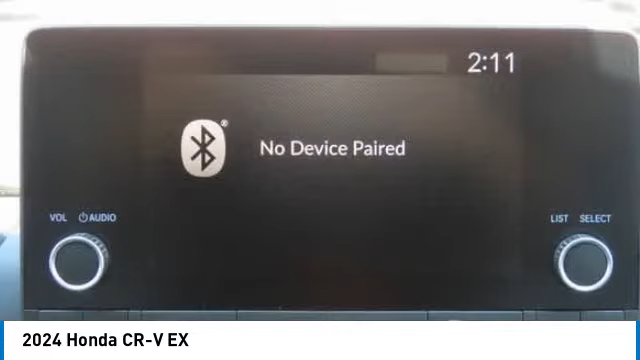 2:11
No Device Paired
VOL AUDIO LIST SELECT
2024 Honda CR-V EX